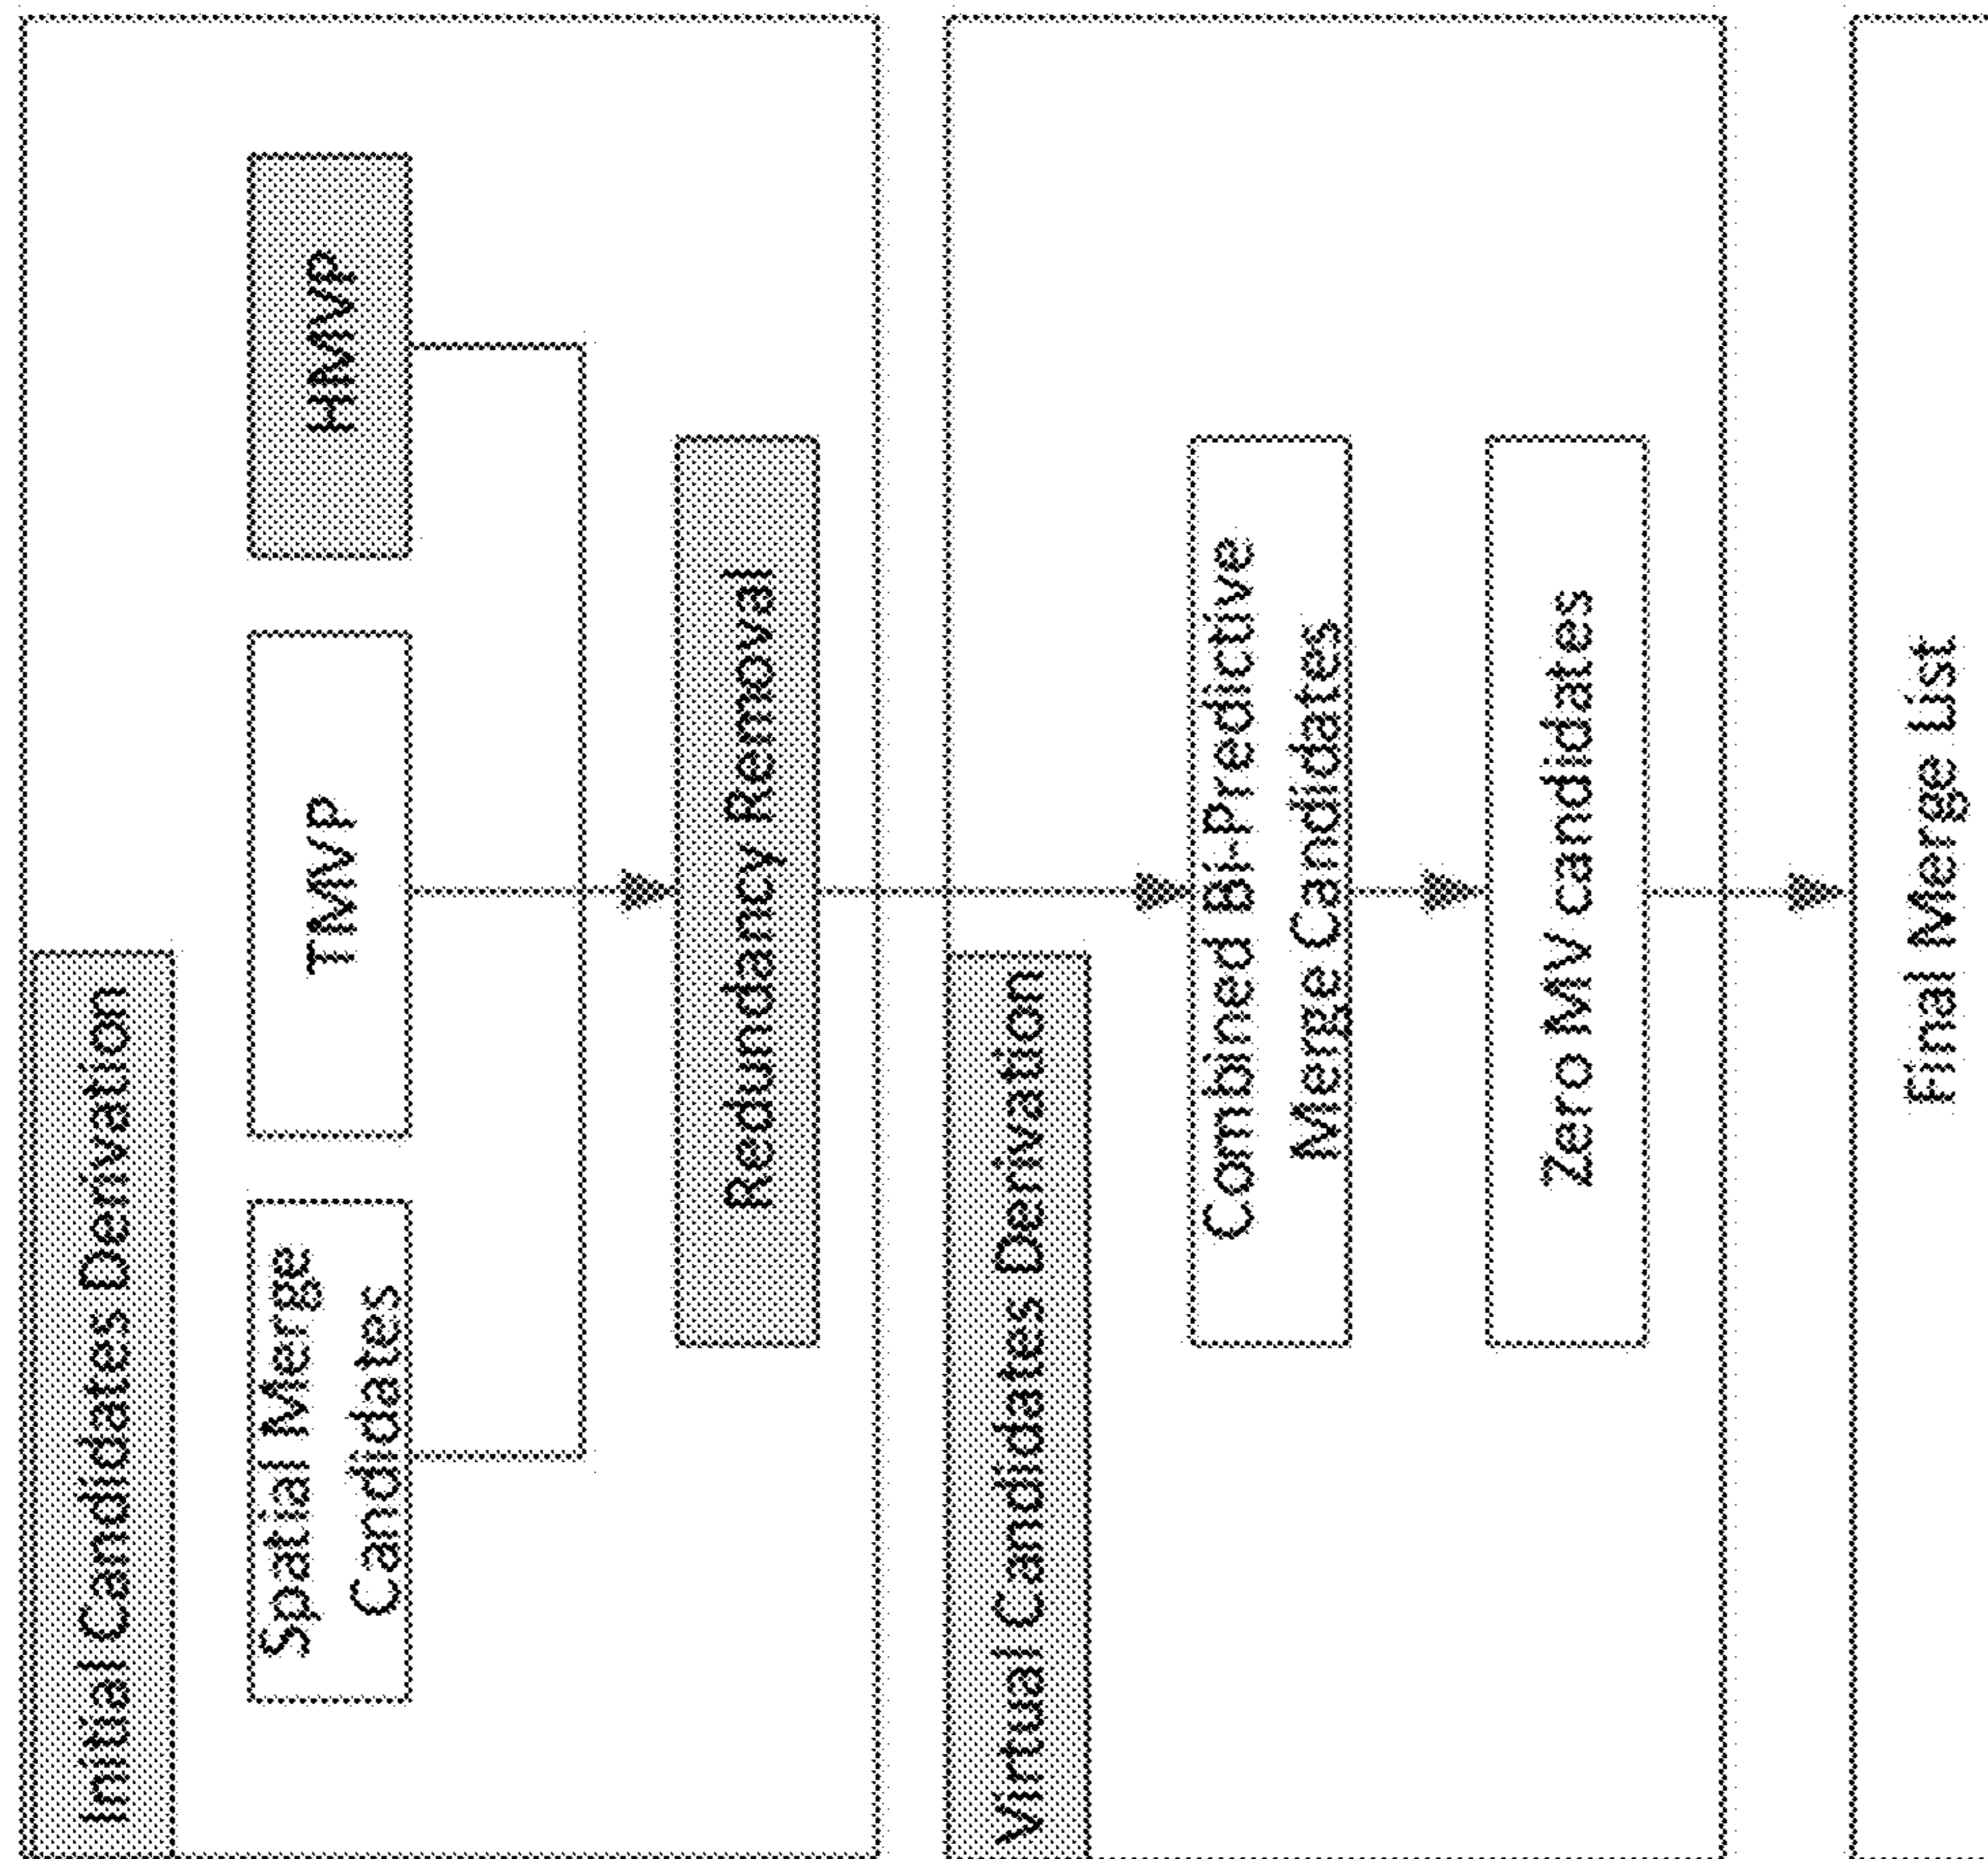 Initial Candidates Derivation
Spatial Merge
Candidates
TMVP
HMVP
Redundancy Removal
Virtual Candidates Derivation
Combined Bi-Predictive
Merge Candidates
Zero MV candidates
Final Merge List